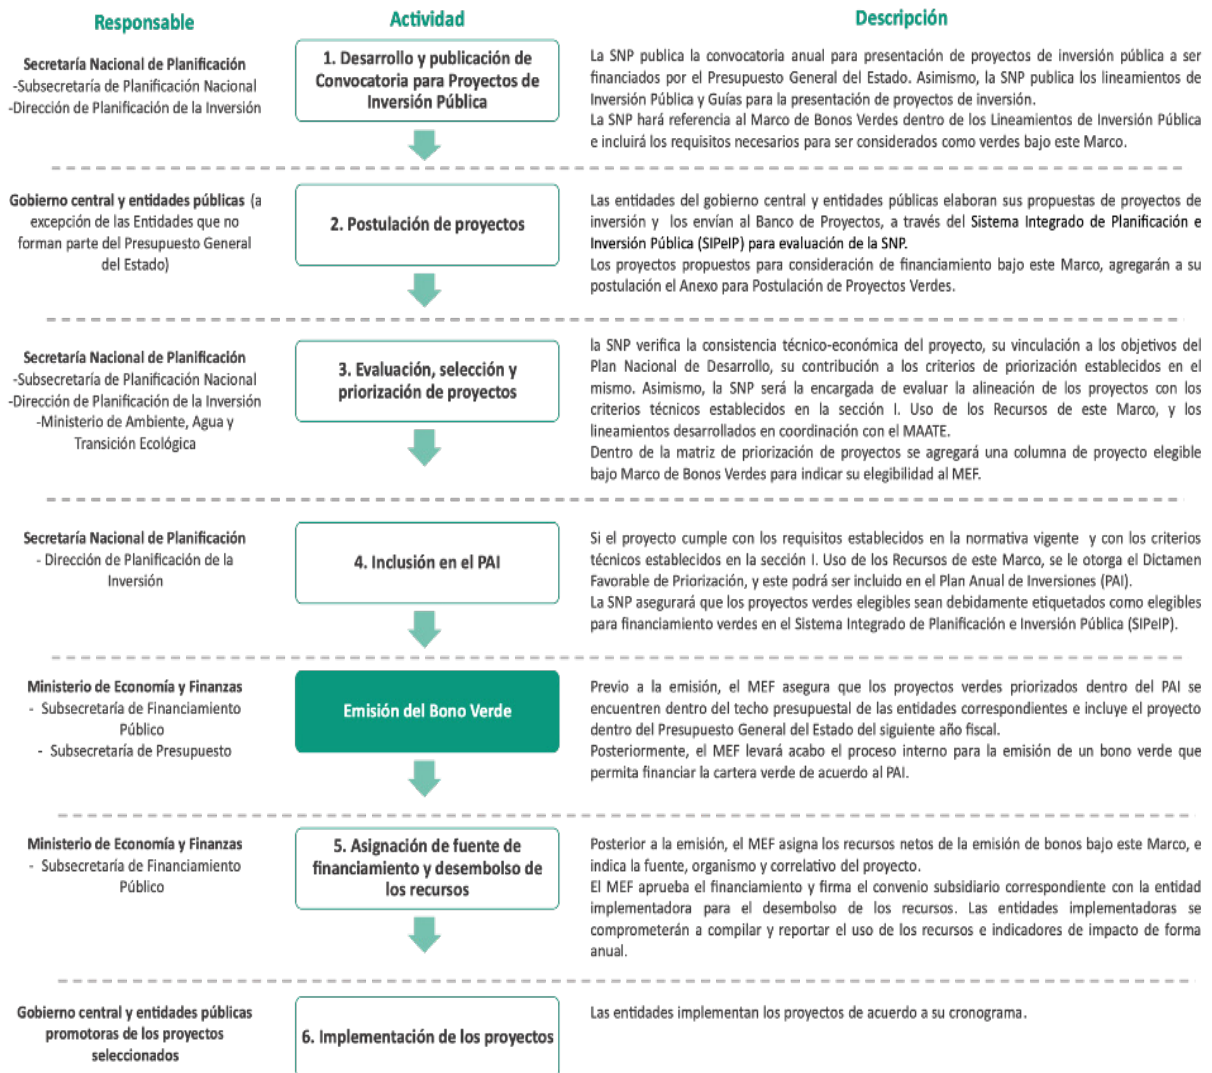 Responsable
Actividad
Descripción
Secretaría Nacional de Planificación
-Subsecretaría de Planificación Nacional
-Dirección de Planificación de la Inversión
1. Desarrollo y publicación de
Convocatoria para Proyectos de
Inversión Pública
La SNP publica la convocatoria anual para presentación de proyectos de inversión pública a ser
financiados por el Presupuesto General del Estado. Asimismo, la SNP publica los lineamientos de
Inversión Pública y Guías para la presentación de proyectos de inversión.
La SNP hará referencia al Marco de Bonos Verdes dentro de los Lineamientos de Inversión Pública
e incluirá los requisitos necesarios para ser considerados como verdes bajo este Marco.
Gobierno central y entidades públicas (a
excepción de las Entidades que no
forman parte del Presupuesto General
del Estado)
2. Postulación de proyectos
Las entidades del gobierno central y entidades públicas elaboran sus propuestas de proyectos de
inversión y los envían al Banco de Proyectos, a través del Sistema Integrado de Planificación e
Inversión Pública (SIPeIP) para evaluación de la SNP.
Los proyectos propuestos para consideración de financiamiento bajo este Marco, agregarán a su
postulación el Anexo para Postulación de Proyectos Verdes.
Secretaría Nacional de Planificación
-Subsecretaría de Planificación Nacional
-Dirección de Planificación de la Inversión
-Ministerio de Ambiente, Agua y
Transición Ecológica
3. Evaluación, selección y
priorización de proyectos
la SNP verifica la consistencia técnico-económica del proyecto, su vinculación a los objetivos del
Plan Nacional de Desarrollo, su contribución a los criterios de priorización establecidos en el
mismo. Asimismo, la SNP será la encargada de evaluar la alineación de los proyectos con los
criterios técnicos establecidos en la sección I. Uso de los Recursos de este Marco, y los
lineamientos desarrollados en coordinación con el MAATE.
Dentro de la matriz de priorización de proyectos se agregará una columna de proyecto elegible
bajo Marco de Bonos Verdes para indicar su elegibilidad al MEF.
Secretaría Nacional de Planificación
- Dirección de Planificación de la
Inversión
4. Inclusión en el PAI
Si el proyecto cumple con los requisitos establecidos en la normativa vigente y con los criterios
técnicos establecidos en la sección I. Uso de los Recursos de este Marco, se le otorga el Dictamen
Favorable de Priorización, y este podrá ser incluido en el Plan Anual de Inversiones (PAI).
La SNP asegurará que los proyectos verdes elegibles sean debidamente etiquetados como elegibles
para financiamiento verdes en el Sistema Integrado de Planificación e Inversión Pública (SIPeIP).
Ministerio de Economía y Finanzas
- Subsecretaría de Financiamiento
Público
- Subsecretaría de Presupuesto
Emisión del Bono Verde
Previo a la emisión, el MEF asegura que los proyectos verdes priorizados dentro del PAI se
encuentren dentro del techo presupuestal de las entidades correspondientes e incluye el proyecto
dentro del Presupuesto General del Estado del siguiente año fiscal.
Posteriormente, el MEF levará acabo el proceso interno para la emisión de un bono verde que
permita financiar la cartera verde de acuerdo al PAI.
Ministerio de Economía y Finanzas
- Subsecretaría de Financiamiento
Público
5. Asignación de fuente de
financiamiento y desembolso de
los recursos
Posterior a la emisión, el MEF asigna los recursos netos de la emisión de bonos bajo este Marco, e
indica la fuente, organismo y correlativo del proyecto.
El MEF aprueba el financiamiento y firma el convenio subsidiario correspondiente con la entidad
implementadora para el desembolso de los recursos. Las entidades implementadoras se
comprometerán a compilar y reportar el uso de los recursos e indicadores de impacto de forma
anual.
Gobierno central y entidades públicas
promotoras de los proyectos
seleccionados
6. Implementación de los proyectos
Las entidades implementan los proyectos de acuerdo a su cronograma.